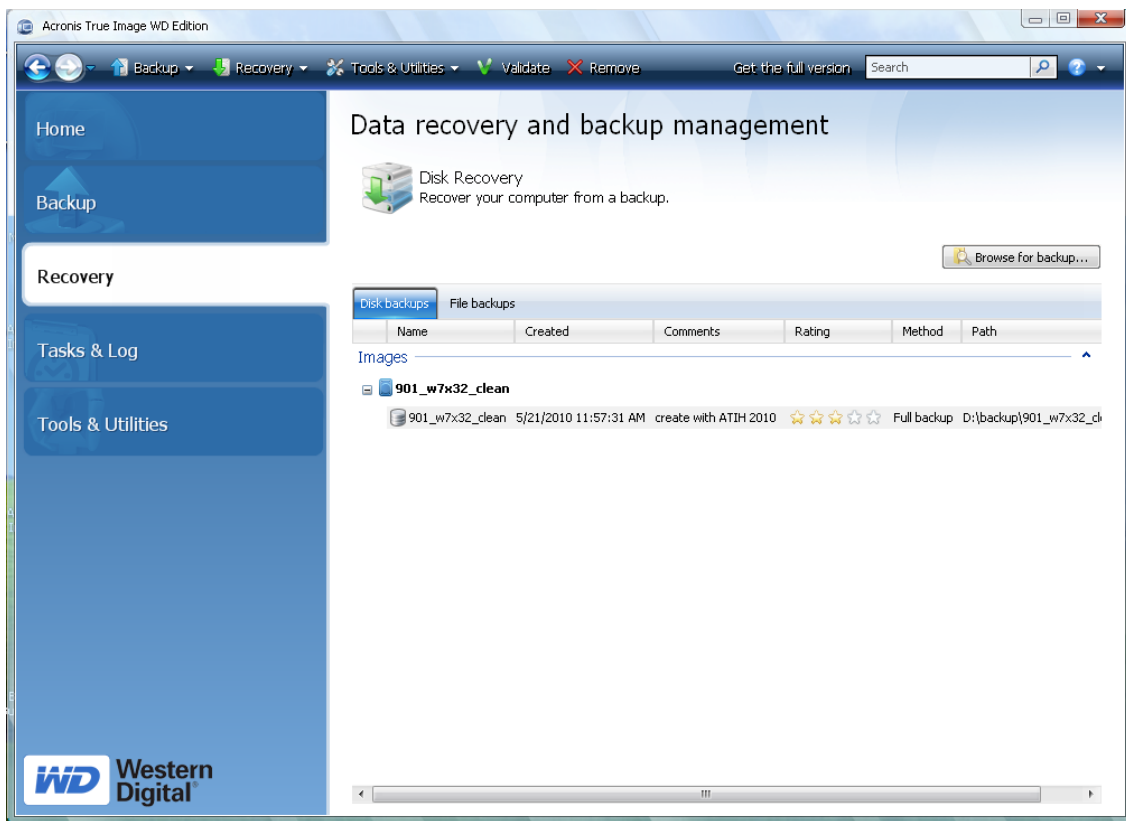 Acronis True Image WD Edition
Backup Recovery Tools & Utilities Validate Remove Get the full version Search
Home
Backup
Recovery
Tasks & Log
Tools & Utilities
WD Western Digital®
Data recovery and backup management
Disk Recovery
Recover your computer from a backup.
Browse for backup...
Disk backups File backups
Name Created Comments Rating Method Path
Images
901_w7x32_clean
901_w7x32_clean 5/21/2010 11:57:31 AM create with ATIH 2010 Full backup D:\backup\901_w7x32_cl